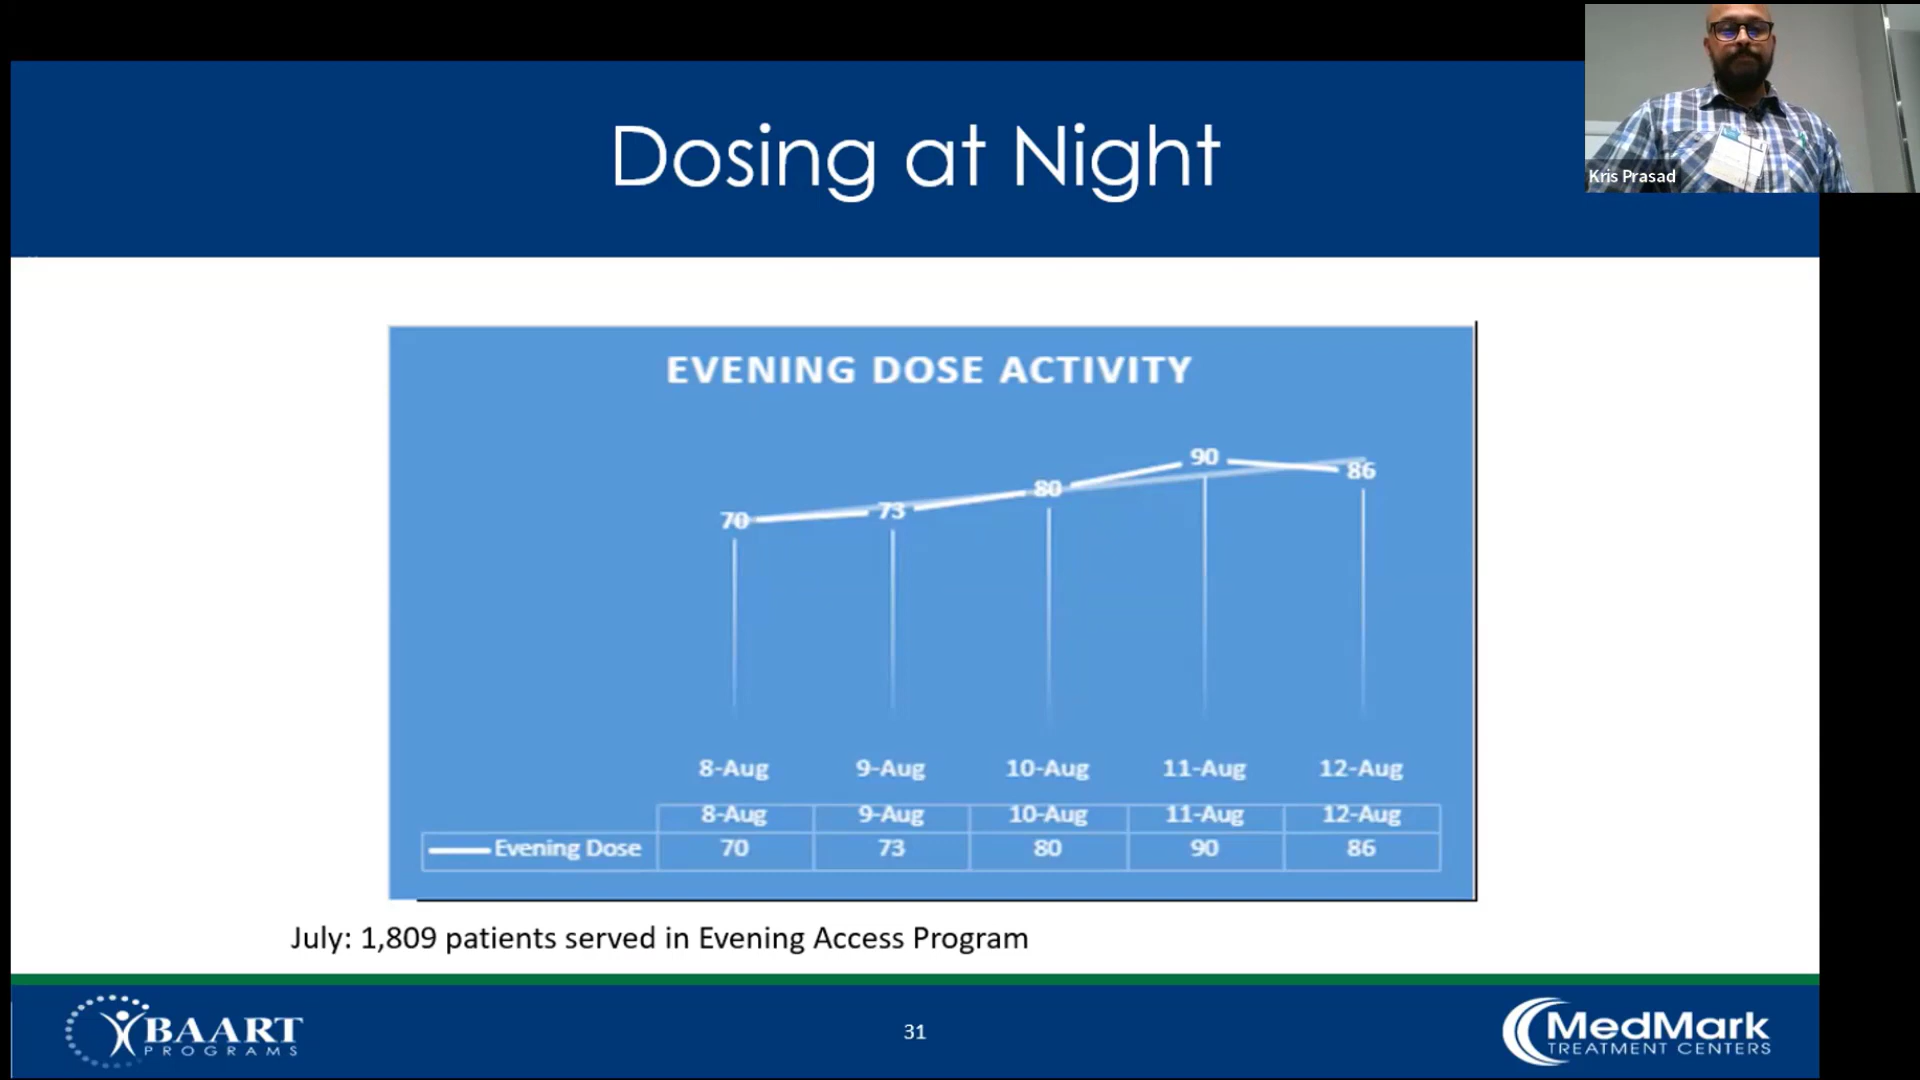 Dosing at Night
Kris Prasad
EVENING DOSE ACTIVITY
70 73 80 90 86
8-Aug 9-Aug 10-Aug 11-Aug 12-Aug
8-Aug 9-Aug 10-Aug 11-Aug 12-Aug
Evening Dose 70 73 80 90 86
July: 1,809 patients served in Evening Access Program
BAART
PROGRAMS
31
MedMark
TREATMENT CENTERS